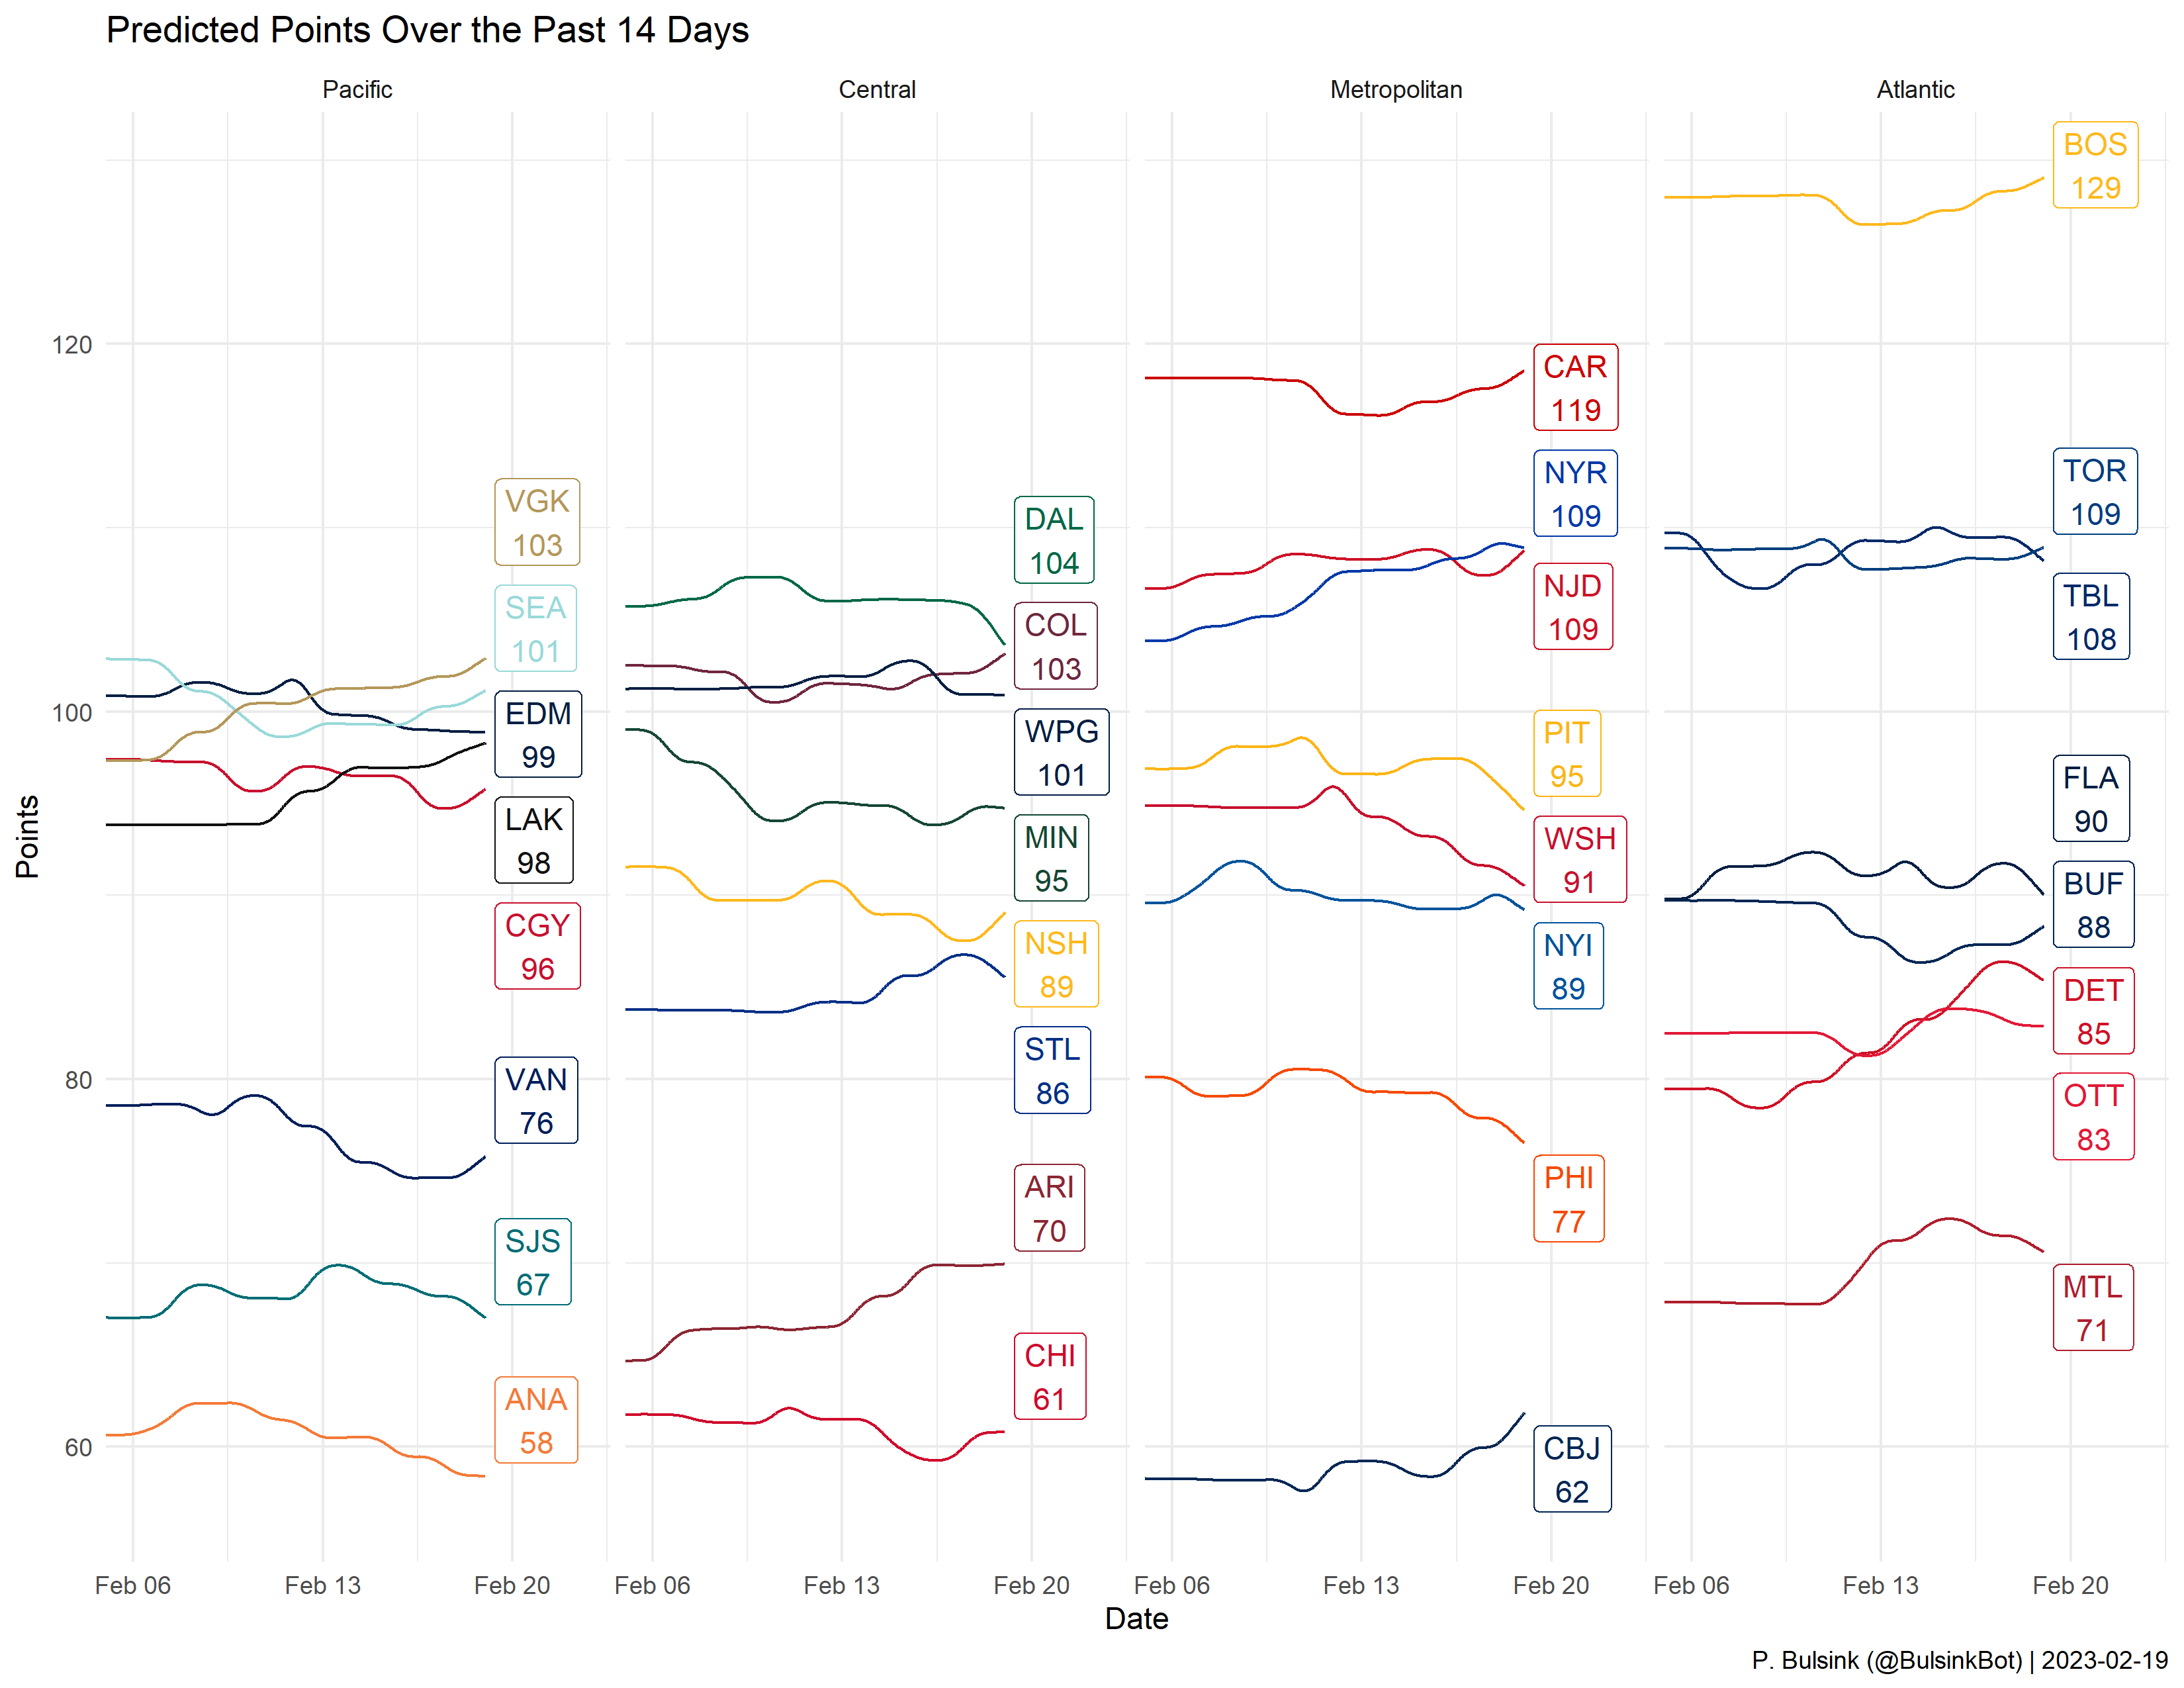 Predicted Points Over the Past 14 Days
Pacific
Central
Metropolitan
Atlantic
Points
120
100
80
60
VGK
103
SEA
101
EDM
99
LAK
98
CGY
96
VAN
76
SJS
67
ANA
58
DAL
104
COL
103
WPG
101
MIN
95
NSH
89
STL
86
ARI
70
CHI
61
CAR
119
NYR
109
NJD
109
PIT
95
WSH
91
NYI
89
PHI
77
CBJ
62
BOS
129
TOR
109
TBL
108
FLA
90
BUF
88
DET
85
OTT
83
MTL
71
Feb 06 Feb 13 Feb 20
Feb 06 Feb 13 Feb 20
Feb 06 Feb 13 Feb 20
Feb 06 Feb 13 Feb 20
Date
P. Bulsink (@BulsinkBot) | 2023-02-19